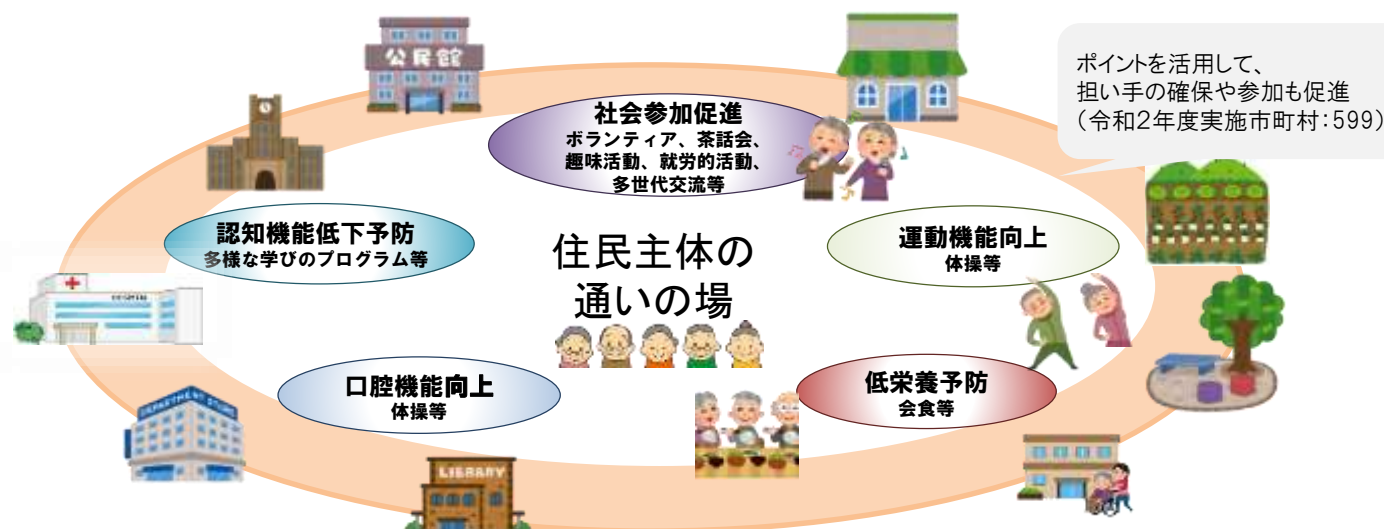 公民館
ポイントを活用して、
担い手の確保や参加も促進
(令和2年度実施市町村:599)
社会参加促進
ボランティア、茶話会、
趣味活動、就労的活動、
多世代交流等
認知機能低下予防
多様な学びのプログラム等
運動機能向上
体操等
住民主体の
通いの場
HOSPITAL
口腔機能向上
体操等
低栄養予防
会食等
DEPARTMENT STORE
LIBRARY